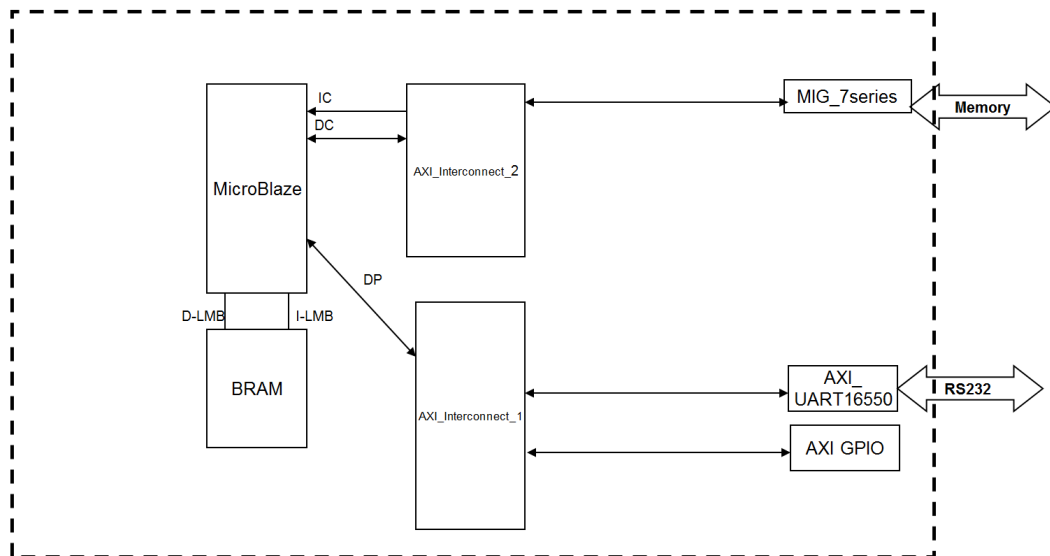 MIG_7series
Memory
IC
DC
AXI_Interconnect_2
MicroBlaze
DP
D-LMB
I-LMB
BRAM
AXI_
UART16550
RS232
AXI_Interconnect_1
AXI GPIO